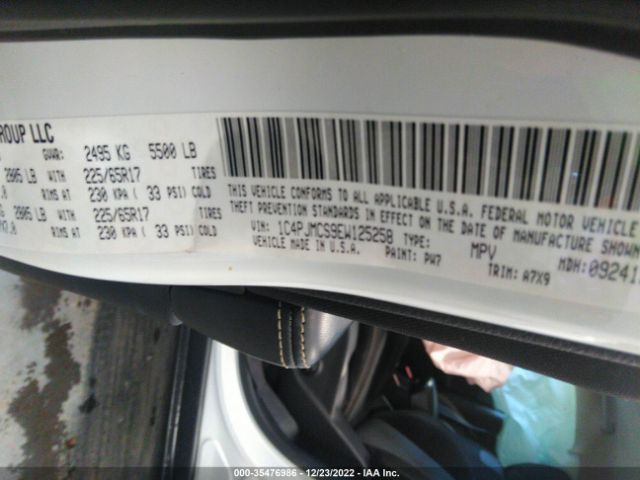 GROUP LLC
GVWR: 2495 KG 5500 LB
2805 LB WITH 225/65R17 TIRES
RIMS AT 230 KPA ( 33 PSI) COLD
2805 LB WITH 225/65R17 TIRES
RIMS AT 230 KPA ( 33 PSI) COLD
THIS VEHICLE CONFORMS TO ALL APPLICABLE U.S.A. FEDERAL MOTOR VEHICLE
THEFT PREVENTION STANDARDS IN EFFECT ON THE DATE OF MANUFACTURE SHOWN
VIN: 1C4PJMCS9EW125258 TYPE: MPV MDH:09241
VEHICLE MADE IN U.S.A. PAINT: PW7 TRIM: A7X9
000-35476986 - 12/23/2022 - IAA Inc.